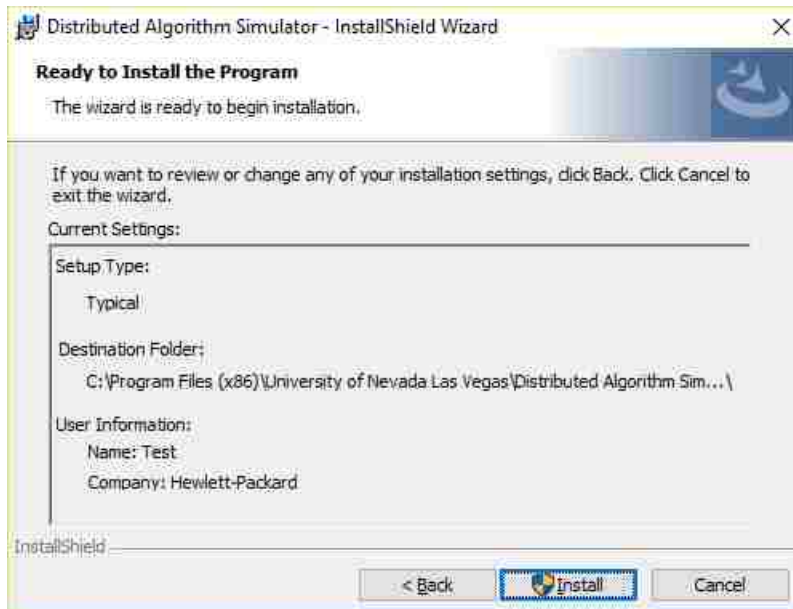 Distributed Algorithm Simulator - InstallShield Wizard
Ready to Install the Program
The wizard is ready to begin installation.
If you want to review or change any of your installation settings, click Back. Click Cancel to
exit the wizard.
Current Settings:
Setup Type:
Typical
Destination Folder:
C:\Program Files (x86)\University of Nevada Las Vegas\Distributed Algorithm Sim...\
User Information:
Name: Test
Company: Hewlett-Packard
InstallShield
< Back
Install
Cancel